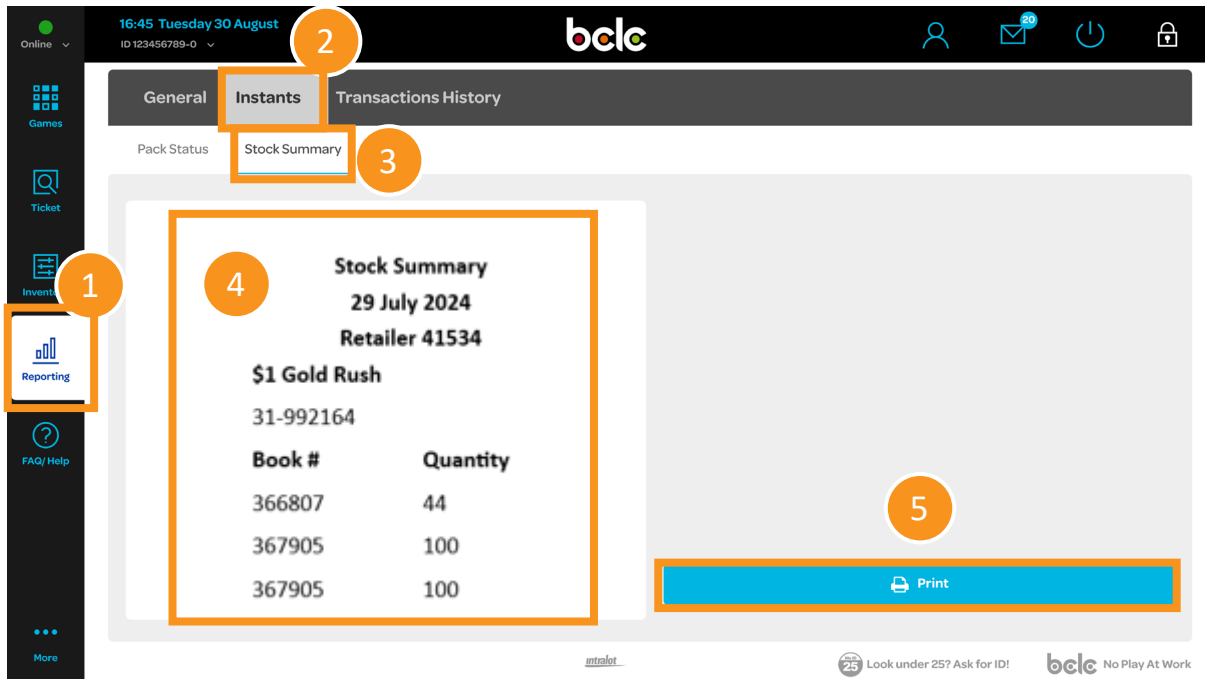 Online
16:45 Tuesday 30 August
ID 123456789-0
2
bclc
20
Games
General Instants Transactions History
Pack Status Stock Summary
3
Ticket
1
4
Stock Summary
29 July 2024
Retailer 41534
Reporting
$1 Gold Rush
31-992164
FAQ/Help
Book # Quantity
366807 44
367905 100
367905 100
5
Print
More
intralot
25 Look under 25? Ask for ID!
bclc No Play At Work